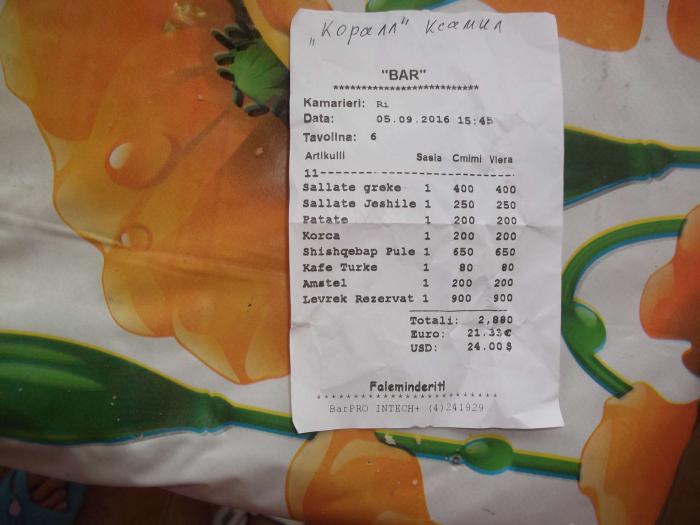 „Коралл" Ксамил
"BAR"
**************************
Kamarieri: Ri
Data: 05.09.2016 15:45
Tavolina: 6
Artikulli Sasia Cmimi Vlera
11------------------------
Sallate greke 1 400 400
Sallate Jeshile 1 250 250
Patate 1 200 200
Korca 1 200 200
Shishqebap Pule 1 650 650
Kafe Turke 1 80 80
Amstel 1 200 200
Levrek Rezervat 1 900 900
Totali: 2,880
Euro: 21.33€
USD: 24.00$
Faleminderit!
**************************
BarPRO INTECH+ (4)241929